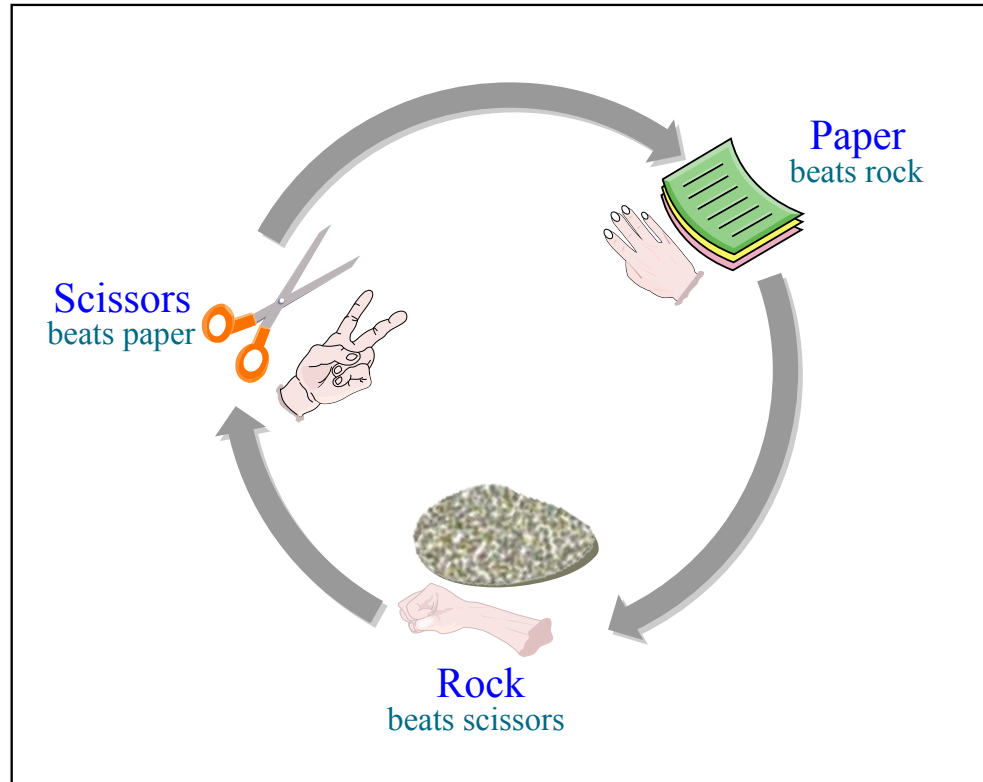 Paper
beats rock
Scissors
beats paper
Rock
beats scissors